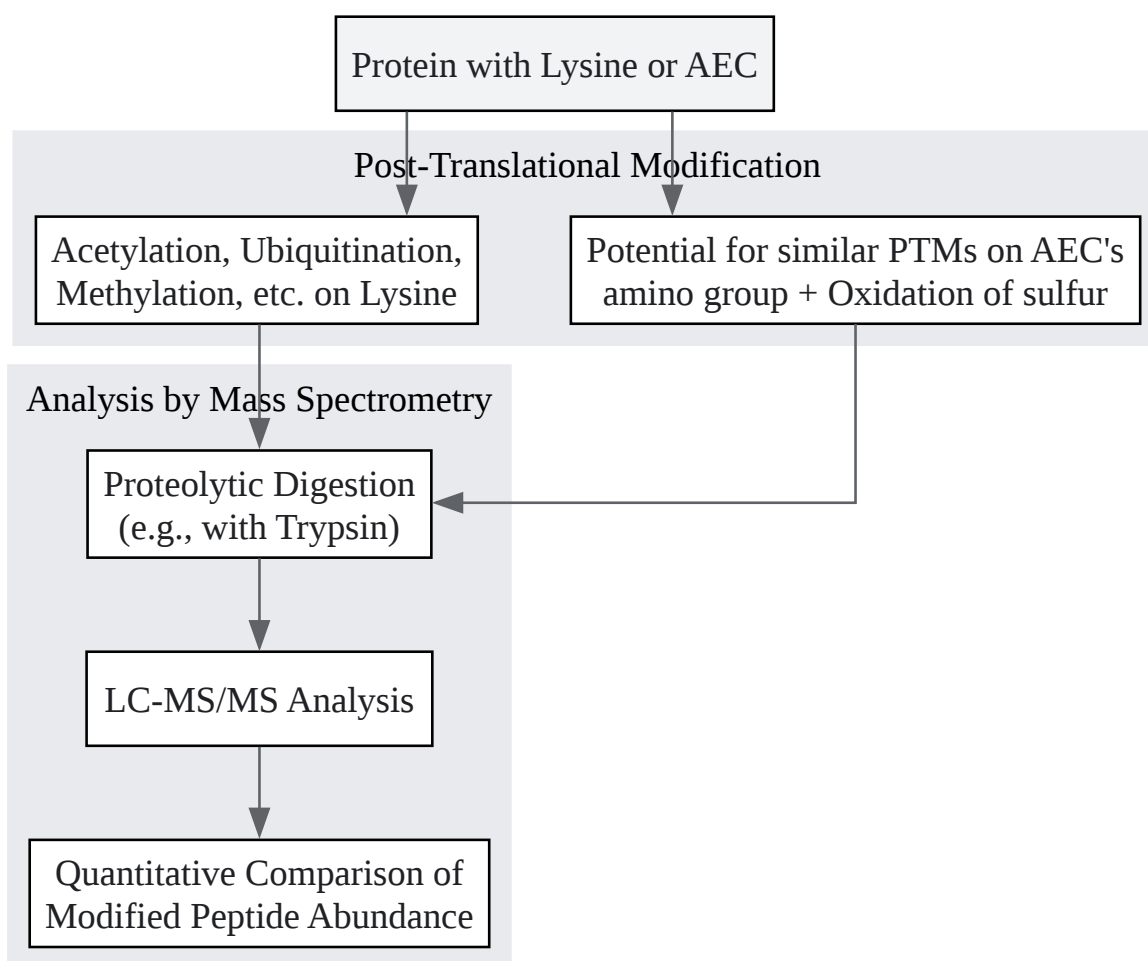 Protein with Lysine or AEC
Post-Translational Modification
Acetylation, Ubiquitination,
Methylation, etc. on Lysine
Potential for similar PTMs on AEC's
amino group + Oxidation of sulfur
Analysis by Mass Spectrometry
Proteolytic Digestion
(e.g., with Trypsin)
LC-MS/MS Analysis
Quantitative Comparison of
Modified Peptide Abundance